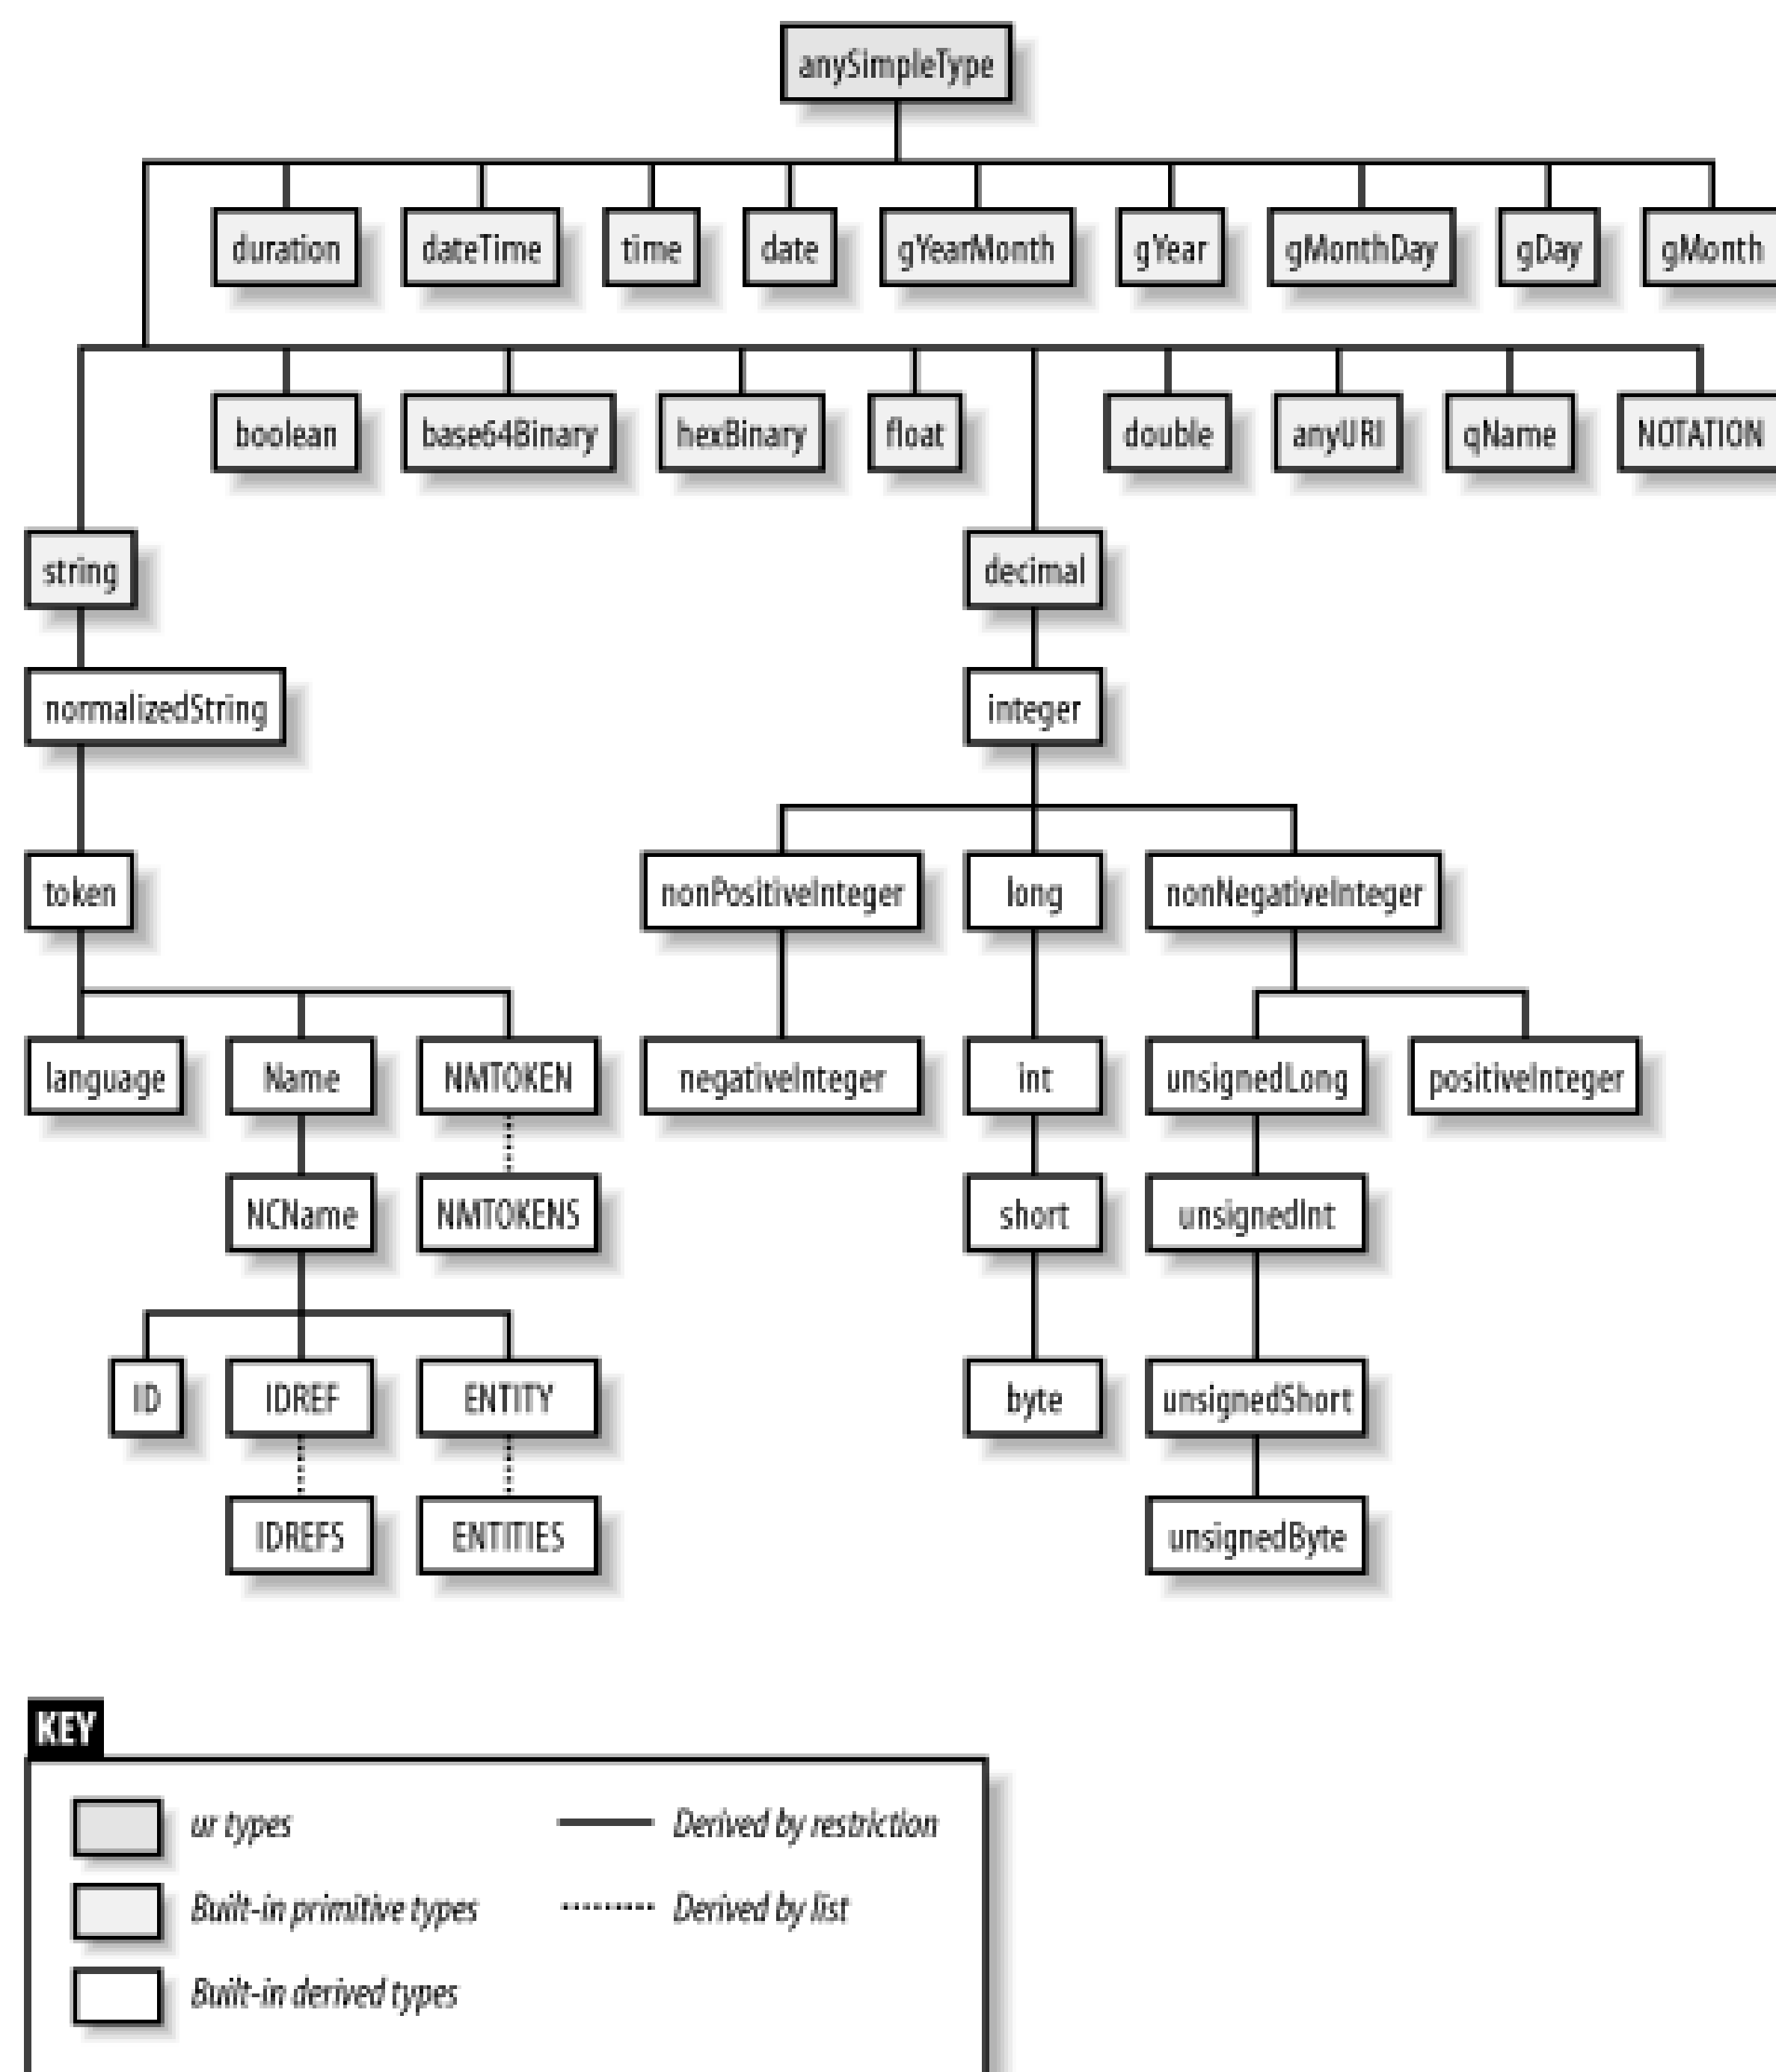 anySimpleType
duration dateTime time date gYearMonth gYear gMonthDay gDay gMonth
boolean base64Binary hexBinary float double anyURI qName NOTATION
string decimal
normalizedString integer
token nonPositiveInteger long nonNegativeInteger
language Name NMTOKEN negativeInteger int unsignedLong positiveInteger
NCName NMTOKENS short unsignedInt
ID IDREF ENTITY byte unsignedShort
IDREFS ENTITIES unsignedByte
KEY
ur types Derived by restriction
Built-in primitive types Derived by list
Built-in derived types